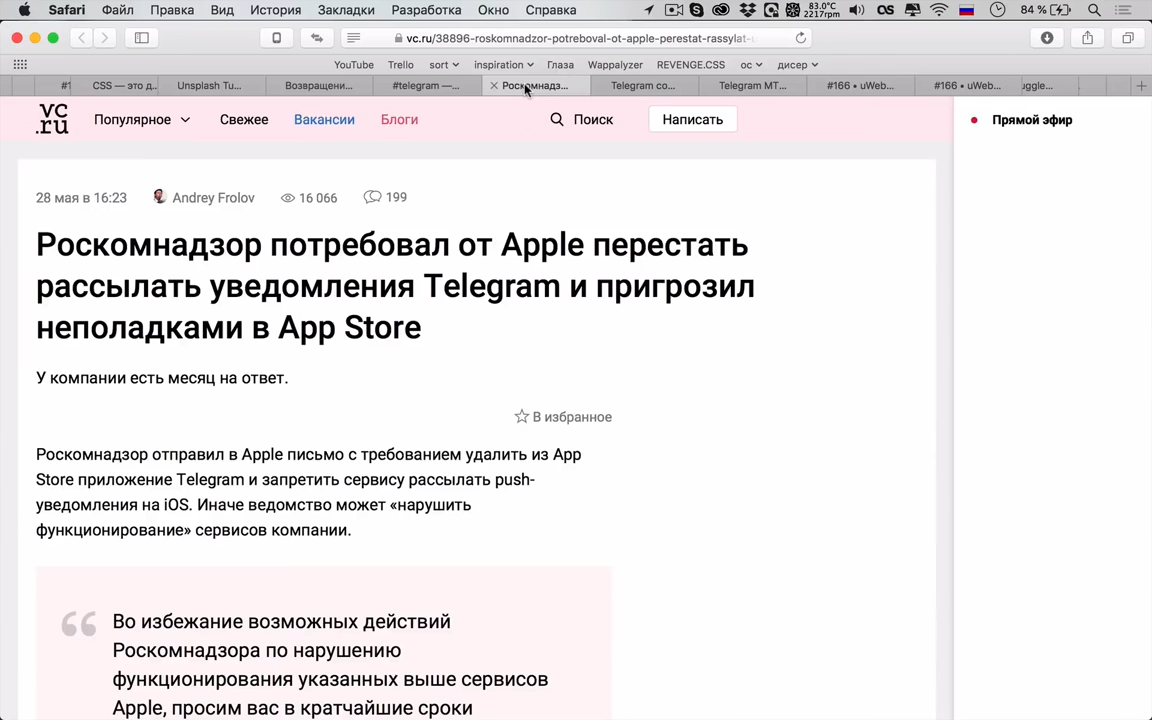 Safari Файл Правка Вид История Закладки Разработка Окно Справка 83.0°C 2217rpm 84 %
vc.ru/38896-roskomnadzor-potreboval-ot-apple-perestat-rassylat-
YouTube Trello sort inspiration Глаза Wappalyzer REVENGE.CSS ос дисер
#1 CSS — это д... Unsplash Tu... Возвращени... #telegram —... Роскомнадз... Telegram co... Telegram MT... #166 • uWeb... #166 • uWeb... uggle...
vc.ru Популярное Свежее Вакансии Блоги Поиск Написать Прямой эфир
28 мая в 16:23 Andrey Frolov 16 066 199
Роскомнадзор потребовал от Apple перестать
рассылать уведомления Telegram и пригрозил
неполадками в App Store
У компании есть месяц на ответ.
В избранное
Роскомнадзор отправил в Apple письмо с требованием удалить из App
Store приложение Telegram и запретить сервису рассылать push-
уведомления на iOS. Иначе ведомство может «нарушить
функционирование» сервисов компании.
Во избежание возможных действий
Роскомнадзора по нарушению
функционирования указанных выше сервисов
Apple, просим вас в кратчайшие сроки